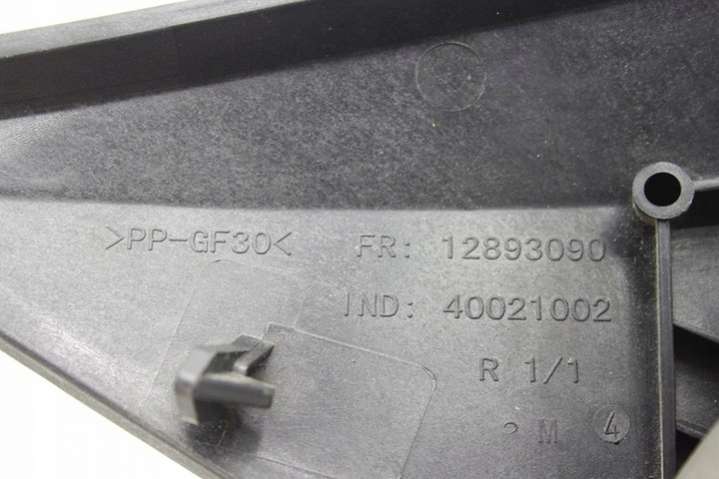 >PP-GF30< FR: 12893090
IND: 40021002
R 1/1
M 4